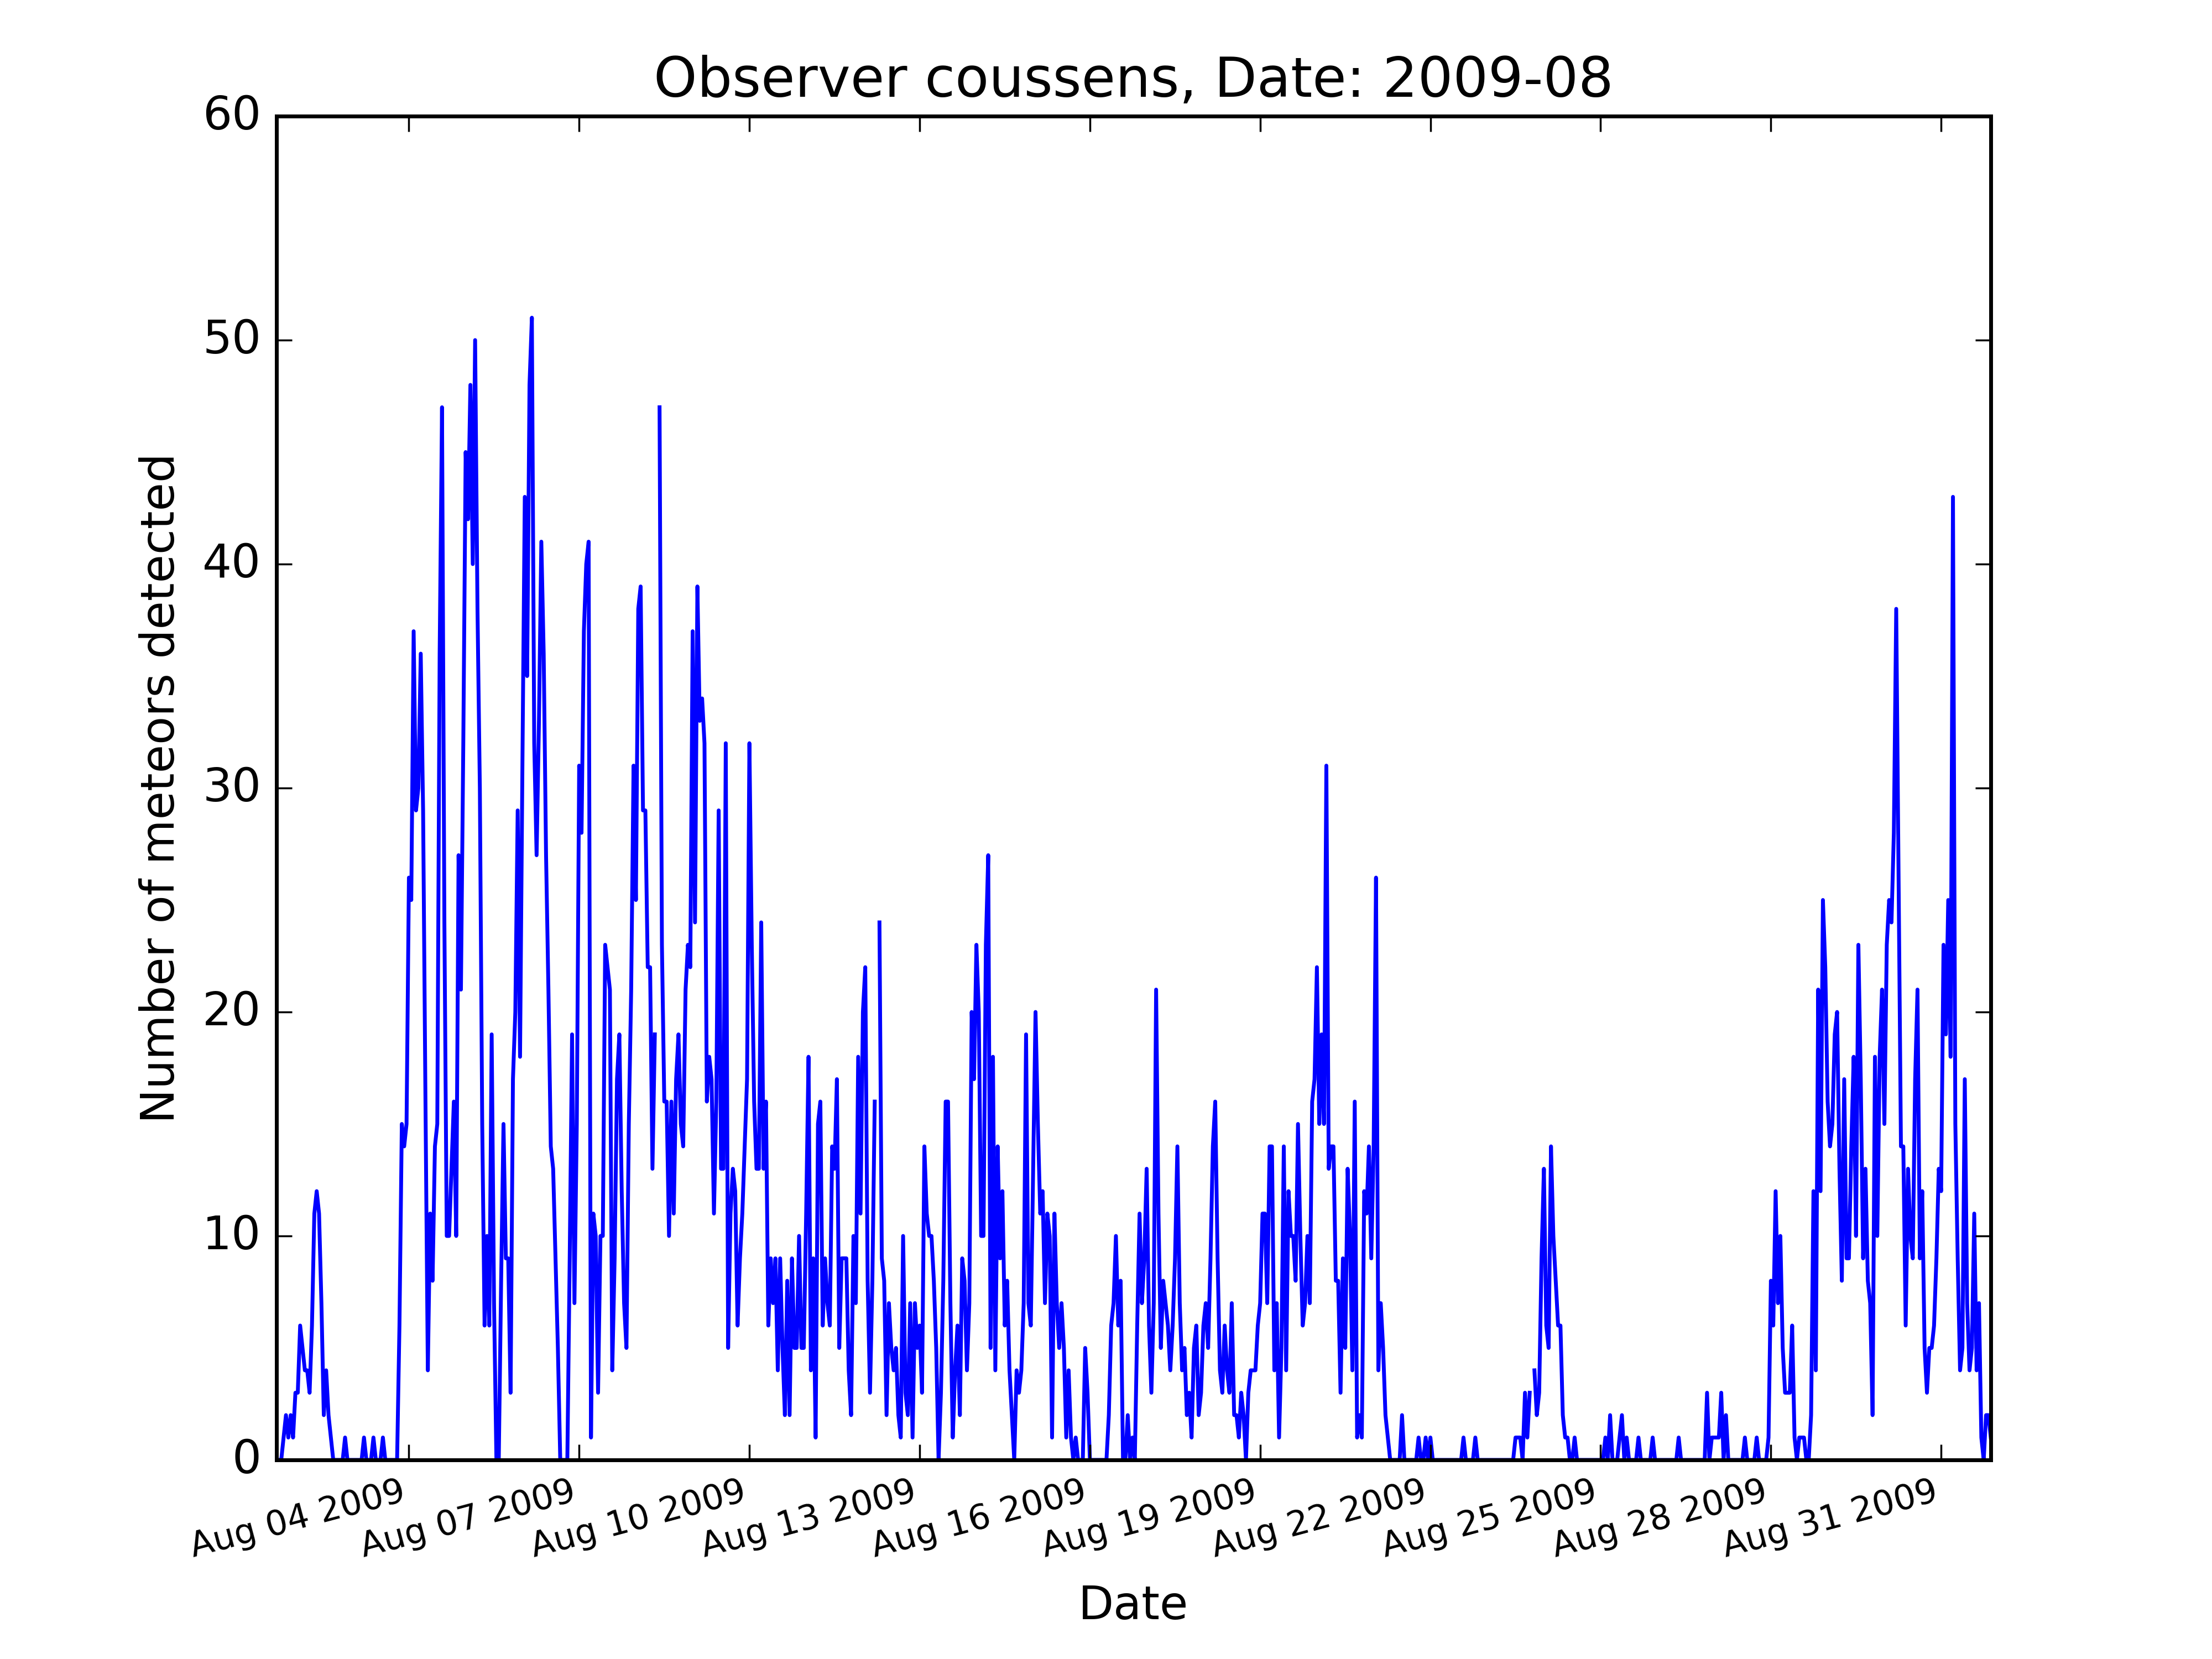 Observer coussens, Date: 2009-08
60
50
40
30
20
10
0
Number of meteors detected
Aug 04 2009
Aug 07 2009
Aug 10 2009
Aug 13 2009
Aug 16 2009
Aug 19 2009
Aug 22 2009
Aug 25 2009
Aug 28 2009
Aug 31 2009
Date